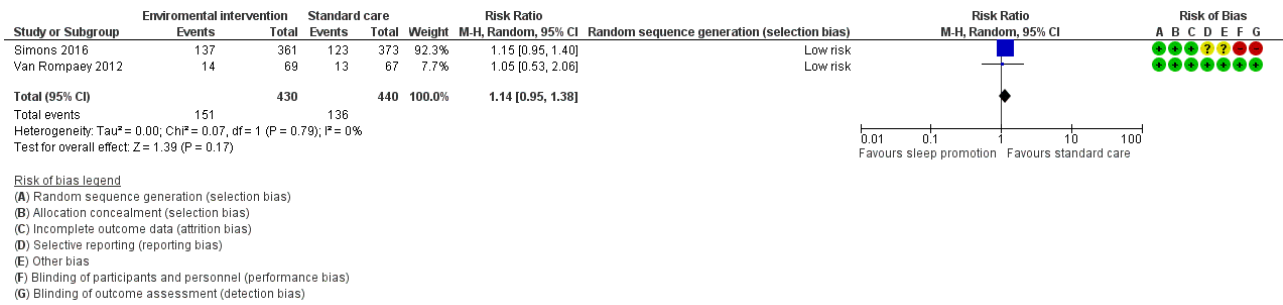 Enviromental intervention Standard care Risk Ratio Risk Ratio Risk of Bias
Study or Subgroup Events Total Events Total Weight M-H, Random, 95% CI Random sequence generation (selection bias) M-H, Random, 95% CI A B C D E F G
Simons 2016 137 361 123 373 92.3% 1.15 [0.95, 1.40] Low risk + + + ? ? - -
Van Rompaey 2012 14 69 13 67 7.7% 1.05 [0.53, 2.06] Low risk + + + + + + +
Total (95% CI) 430 440 100.0% 1.14 [0.95, 1.38]
Total events 151 136
Heterogeneity: Tau² = 0.00; Chi² = 0.07, df = 1 (P = 0.79); I² = 0%
Test for overall effect: Z = 1.39 (P = 0.17)
0.01 0.1 1 10 100
Favours sleep promotion Favours standard care
Risk of bias legend
(A) Random sequence generation (selection bias)
(B) Allocation concealment (selection bias)
(C) Incomplete outcome data (attrition bias)
(D) Selective reporting (reporting bias)
(E) Other bias
(F) Blinding of participants and personnel (performance bias)
(G) Blinding of outcome assessment (detection bias)